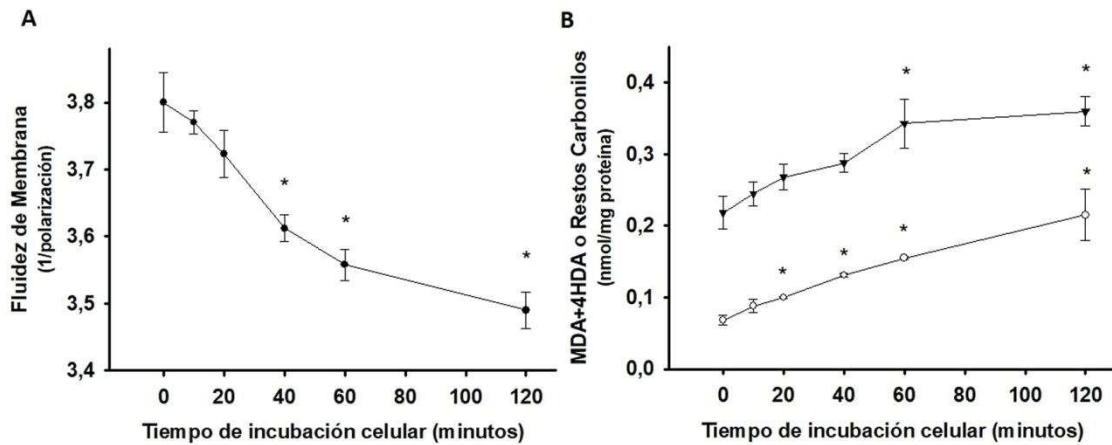 A
Fluidez de Membrana
(1/polarización)
3,8
3,7
3,6
3,5
3,4
*
*
*
0 20 40 60 80 100 120
Tiempo de incubación celular (minutos)
B
MDA+4HDA o Restos Carbonilos
(nmol/mg proteína)
0,4
0,3
0,2
0,1
0,0
* *
*
* * *
0 20 40 60 80 100 120
Tiempo de incubación celular (minutos)